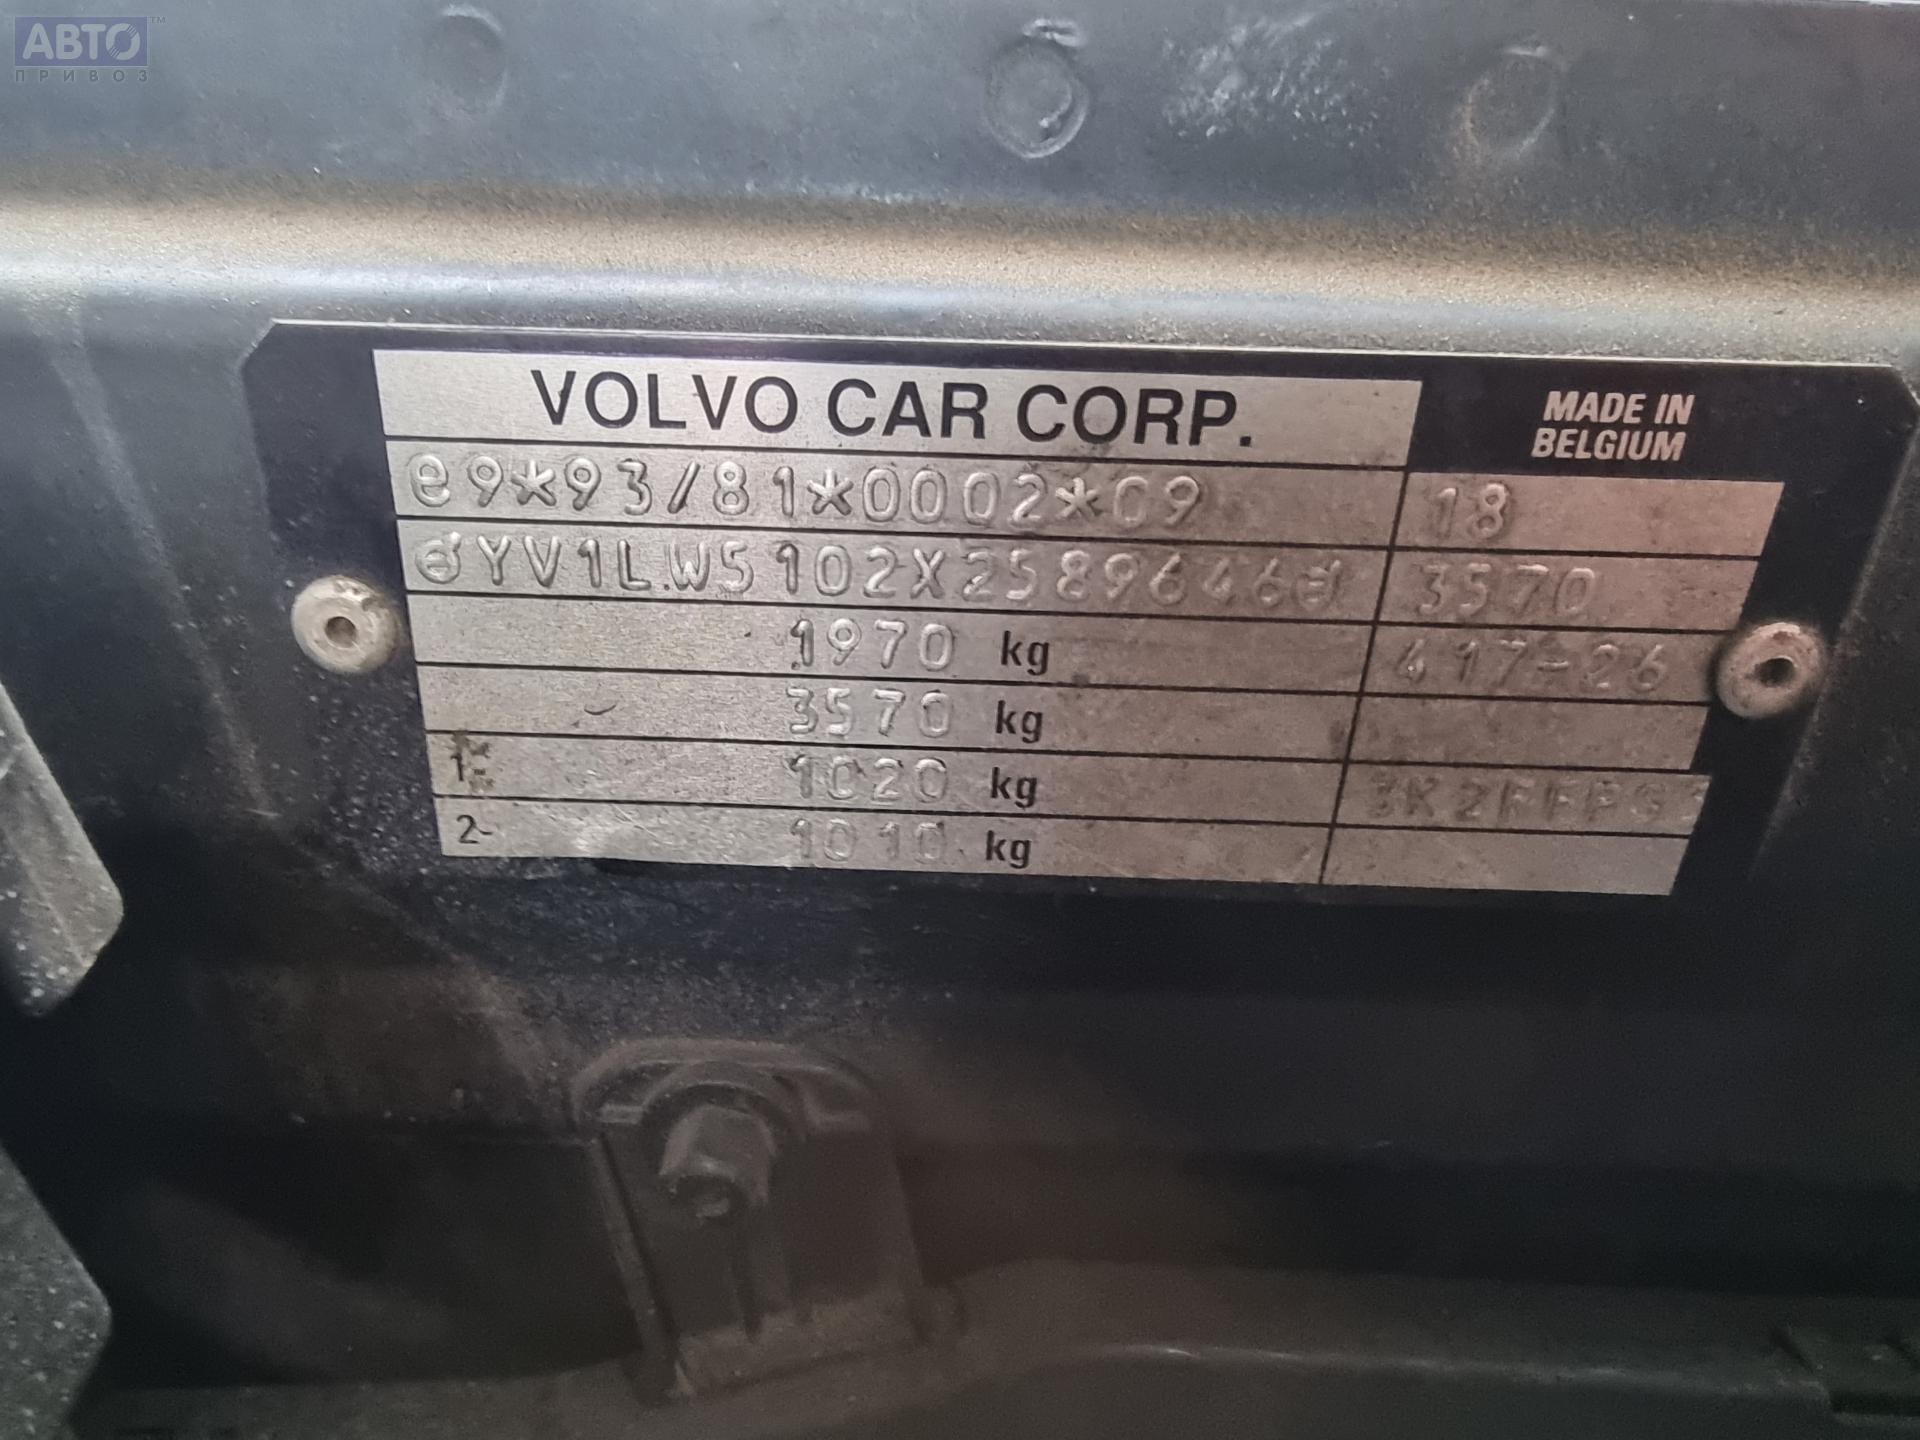 АВТО™
ПРИВОЗ
VOLVO CAR CORP.
MADE IN
BELGIUM
e9*93/81*0002*09
18
YV1LW5102X2589646
3570
1970 kg
417-26
3570 kg
1- 1020 kg
2- 1010 kg